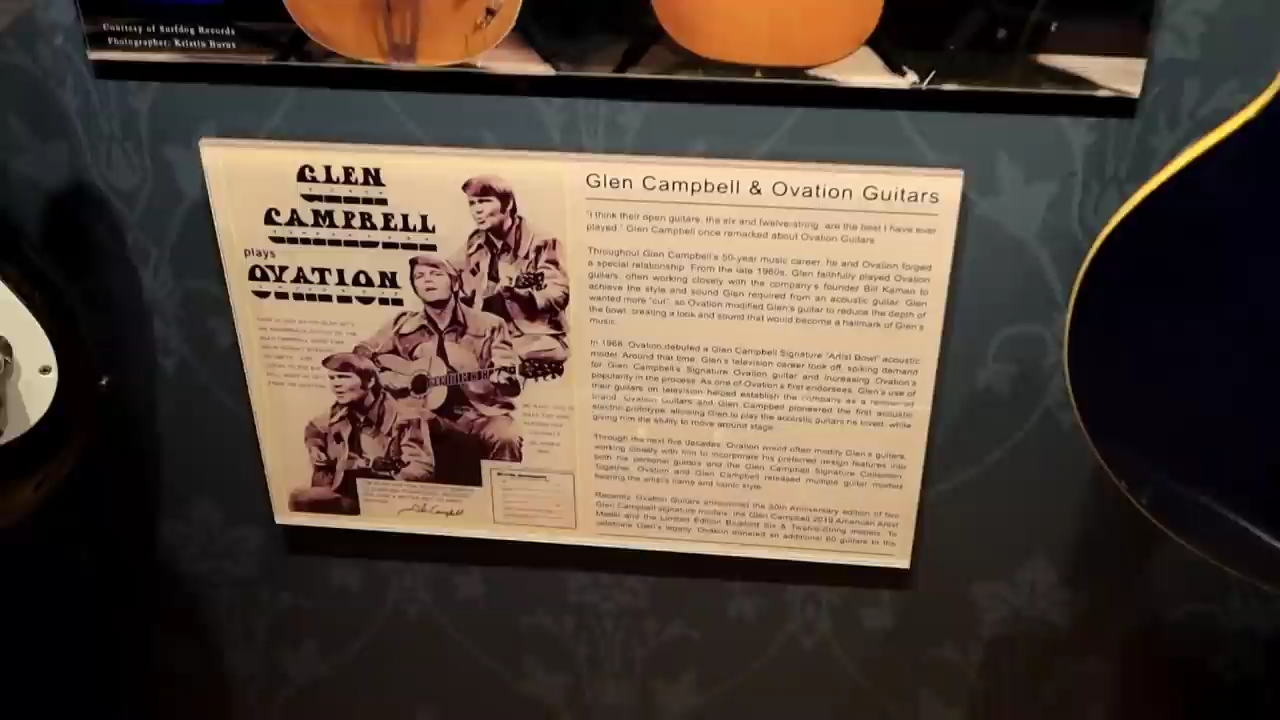 Courtesy of Surfdog Records
Photographer, Kristin Burns
GLEN
CAMPBELL
plays
OVATION
Glen Campbell
Glen Campbell & Ovation Guitars
"I think their open guitars, the six and twelve-string, are the best I have ever
played." Glen Campbell once remarked about Ovation Guitars.
Throughout Glen Campbell's 50-year music career, he and Ovation forged
a special relationship. From the late 1960s, Glen faithfully played Ovation
guitars, often working closely with the company's founder Bill Kaman to
achieve the style and sound Glen required from an acoustic guitar. Glen
wanted more "cut", so Ovation modified Glen's guitar to reduce the depth of
the bowl, creating a look and sound that would become a hallmark of Glen's
music.
In 1968, Ovation debuted a Glen Campbell Signature "Artist Bowl" acoustic
model. Around that time, Glen's television career took off, spiking demand
for Glen Campbell's Signature Ovation guitar and increasing Ovation's
popularity in the process. As one of Ovation's first endorsees, Glen's use of
their guitars on television helped establish the company as a renowned
brand. Ovation Guitars and Glen Campbell pioneered the first acoustic
electric prototype, allowing Glen to play the acoustic guitars he loved, while
giving him the ability to move around stage.
Through the next five decades, Ovation would often modify Glen's guitars,
working closely with him to incorporate his preferred design features into
both his personal guitars and the Glen Campbell Signature Collection.
Together, Ovation and Glen Campbell released multiple guitar models
bearing the artist's name and iconic style.
Recently, Ovation Guitars announced the 50th Anniversary edition of two
Glen Campbell signature models, the Glen Campbell 2019 American Artist
Model and the Limited Edition Bluebird Six & Twelve-String models. To
celebrate Glen's legacy, Ovation donated an additional 60 guitars to the